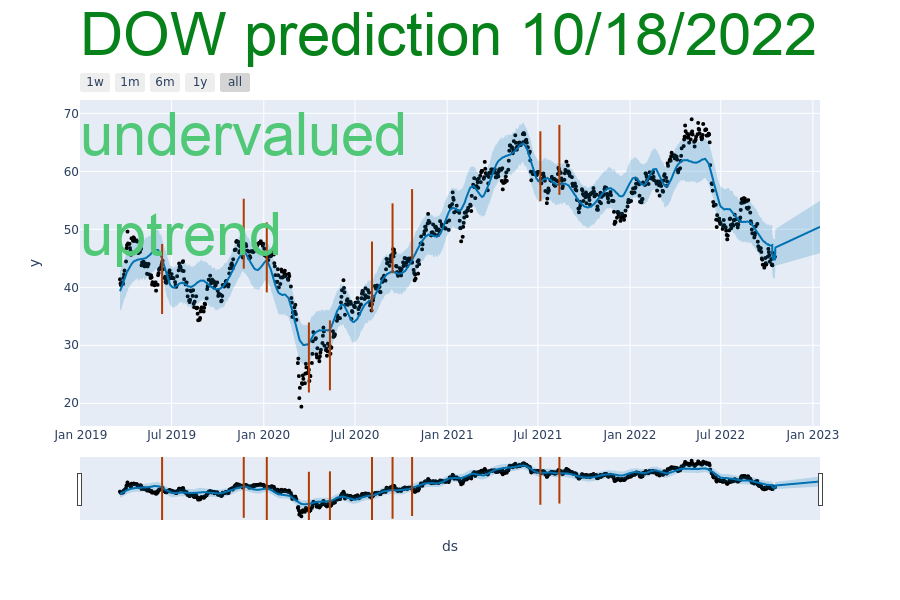 DOW prediction 10/18/2022
1w 1m 6m 1y all
undervalued
uptrend
y
70
60
50
40
30
20
Jan 2019 Jul 2019 Jan 2020 Jul 2020 Jan 2021 Jul 2021 Jan 2022 Jul 2022 Jan 2023
ds